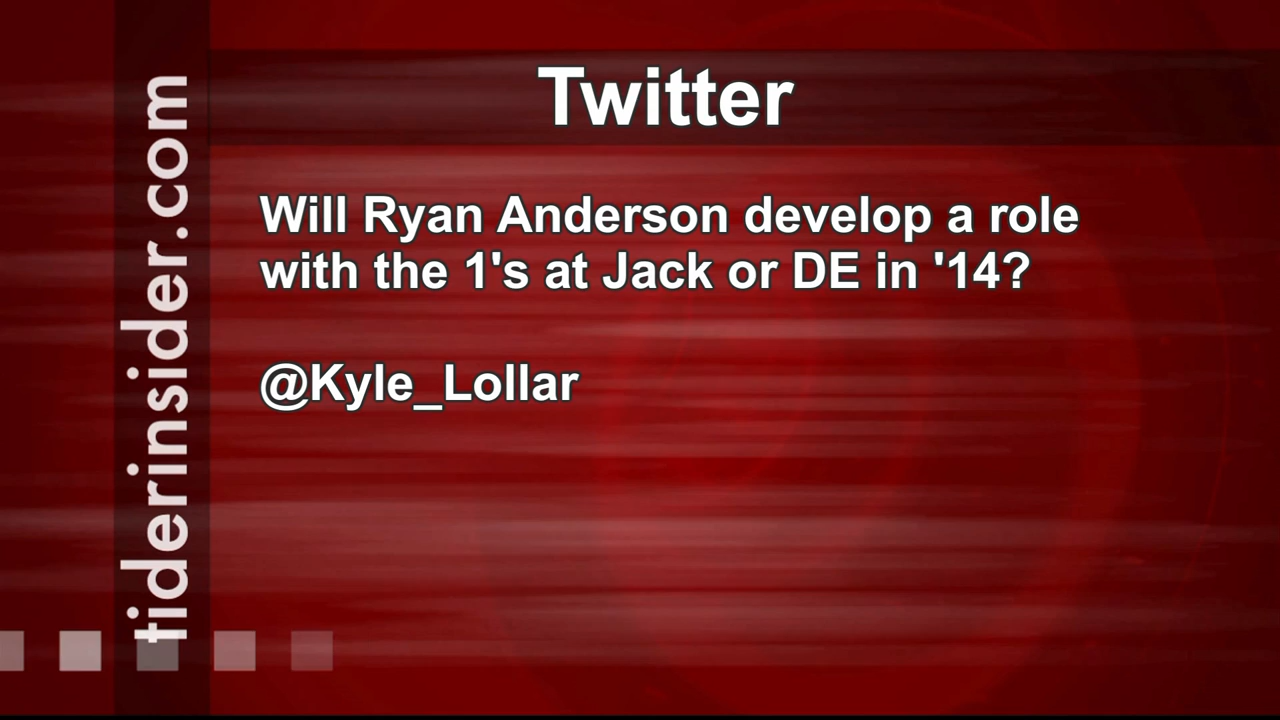 Twitter
Will Ryan Anderson develop a role
with the 1's at Jack or DE in '14?
@Kyle_Lollar
tiderinsider.com